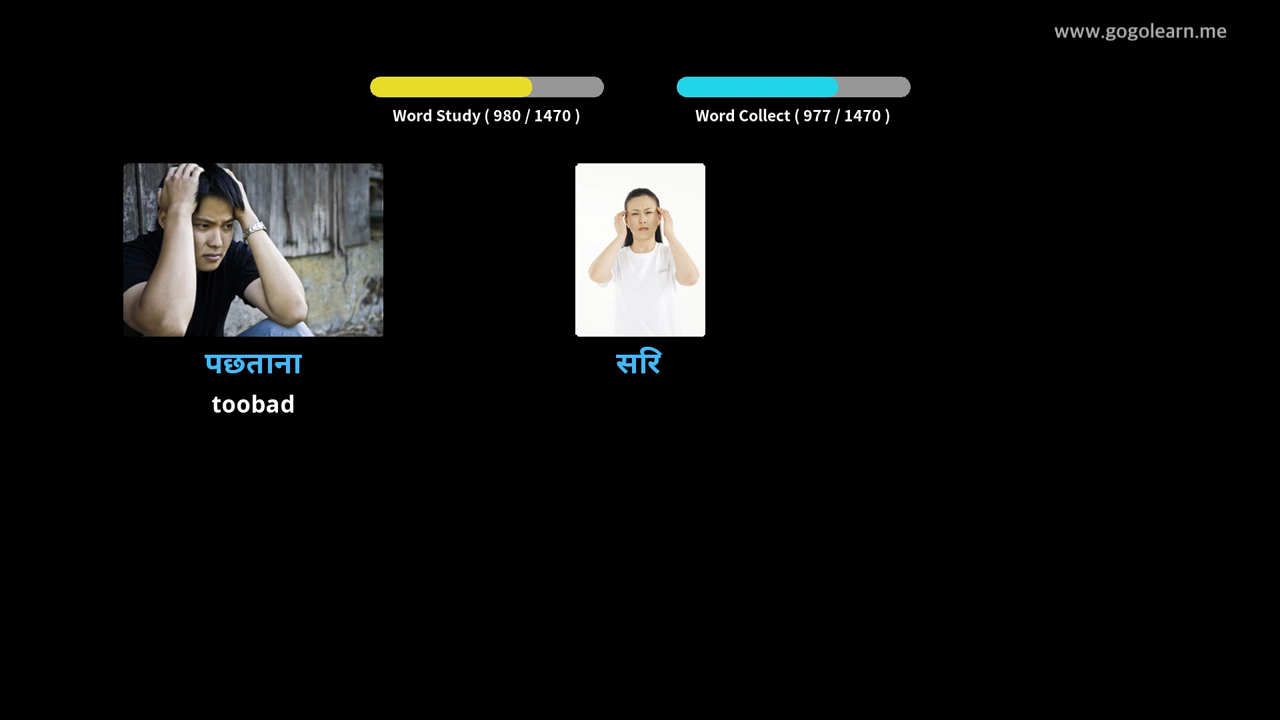 www.gogolearn.me
Word Study ( 980 / 1470 )
Word Collect ( 977 / 1470 )
पछताना
toobad
सरि